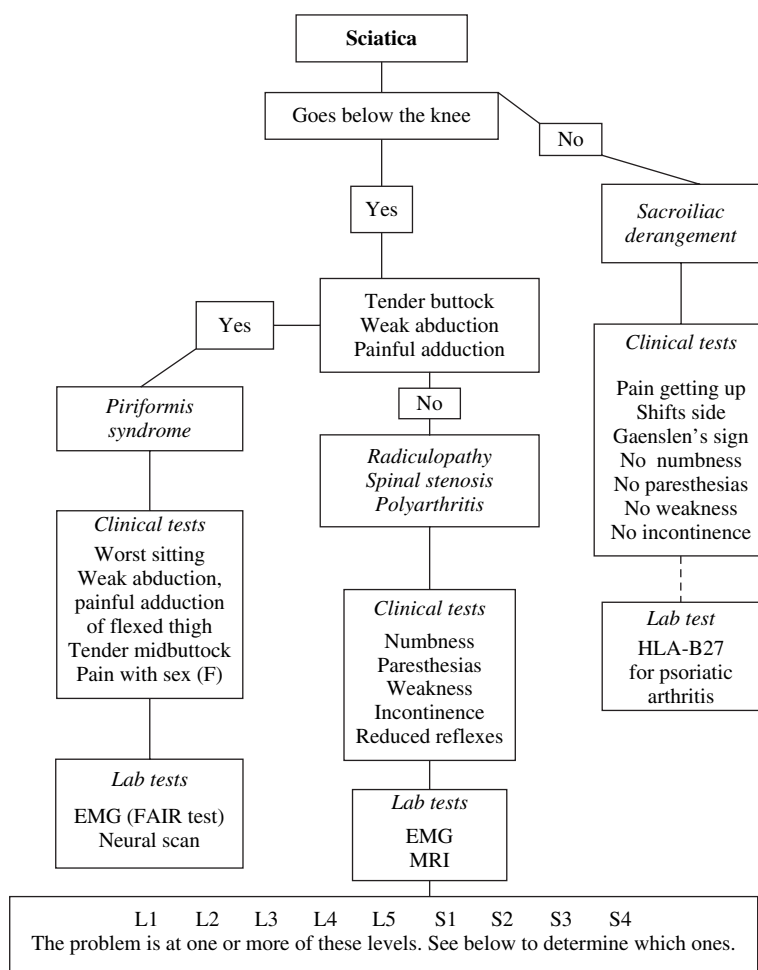 Sciatica
Goes below the knee
No
Yes
Sacroiliac
derangement
Tender buttock
Weak abduction
Painful adduction
Yes
No
Clinical tests
Pain getting up
Shifts side
Gaenslen's sign
No numbness
No paresthesias
No weakness
No incontinence
Piriformis
syndrome
Radiculopathy
Spinal stenosis
Polyarthritis
Clinical tests
Worst sitting
Weak abduction,
painful adduction
of flexed thigh
Tender midbuttock
Pain with sex (F)
Clinical tests
Numbness
Paresthesias
Weakness
Incontinence
Reduced reflexes
Lab test
HLA-B27
for psoriatic
arthritis
Lab tests
EMG (FAIR test)
Neural scan
Lab tests
EMG
MRI
L1 L2 L3 L4 L5 S1 S2 S3 S4
The problem is at one or more of these levels. See below to determine which ones.